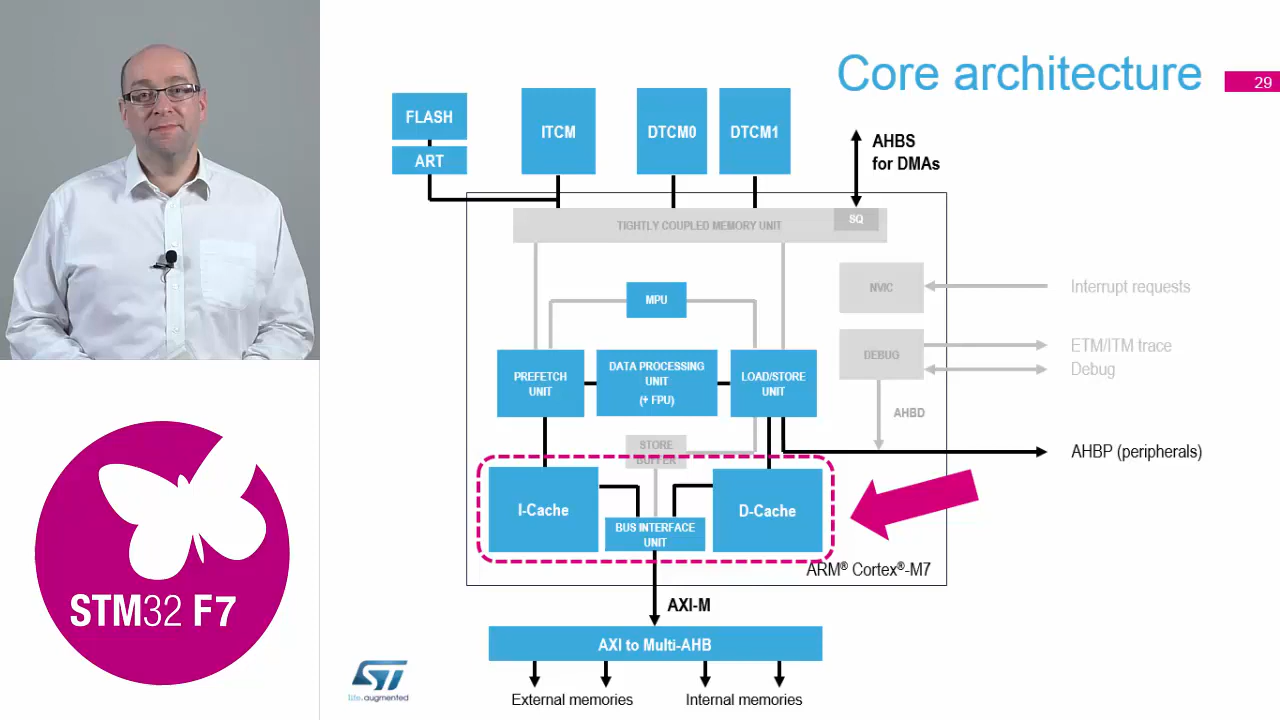 Core architecture
29
FLASH
ART
ITCM
DTCM0
DTCM1
AHBS
for DMAs
TIGHTLY COUPLED MEMORY UNIT
SQ
MPU
NVIC
Interrupt requests
DEBUG
ETM/ITM trace
Debug
AHBD
PREFETCH
UNIT
DATA PROCESSING
UNIT
(+ FPU)
LOAD/STORE
UNIT
STORE
BUFFER
AHBP (peripherals)
I-Cache
BUS INTERFACE
UNIT
D-Cache
ARM® Cortex®-M7
AXI-M
AXI to Multi-AHB
External memories
Internal memories
STM32 F7
ST
life.augmented